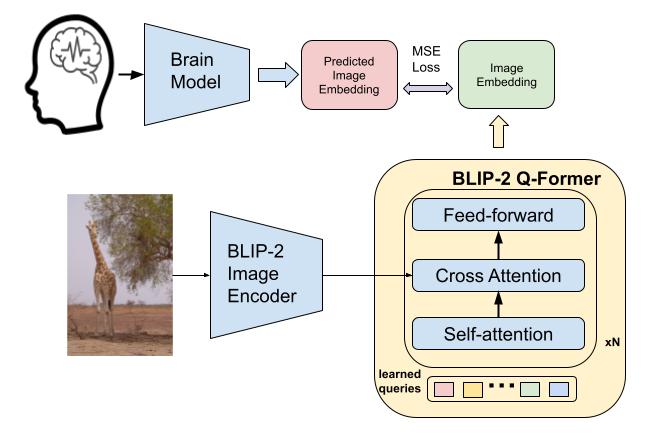 Brain
Model
Predicted
Image
Embedding
MSE
Loss
Image
Embedding
BLIP-2 Q-Former
Feed-forward
Cross Attention
Self-attention
xN
BLIP-2
Image
Encoder
learned
queries